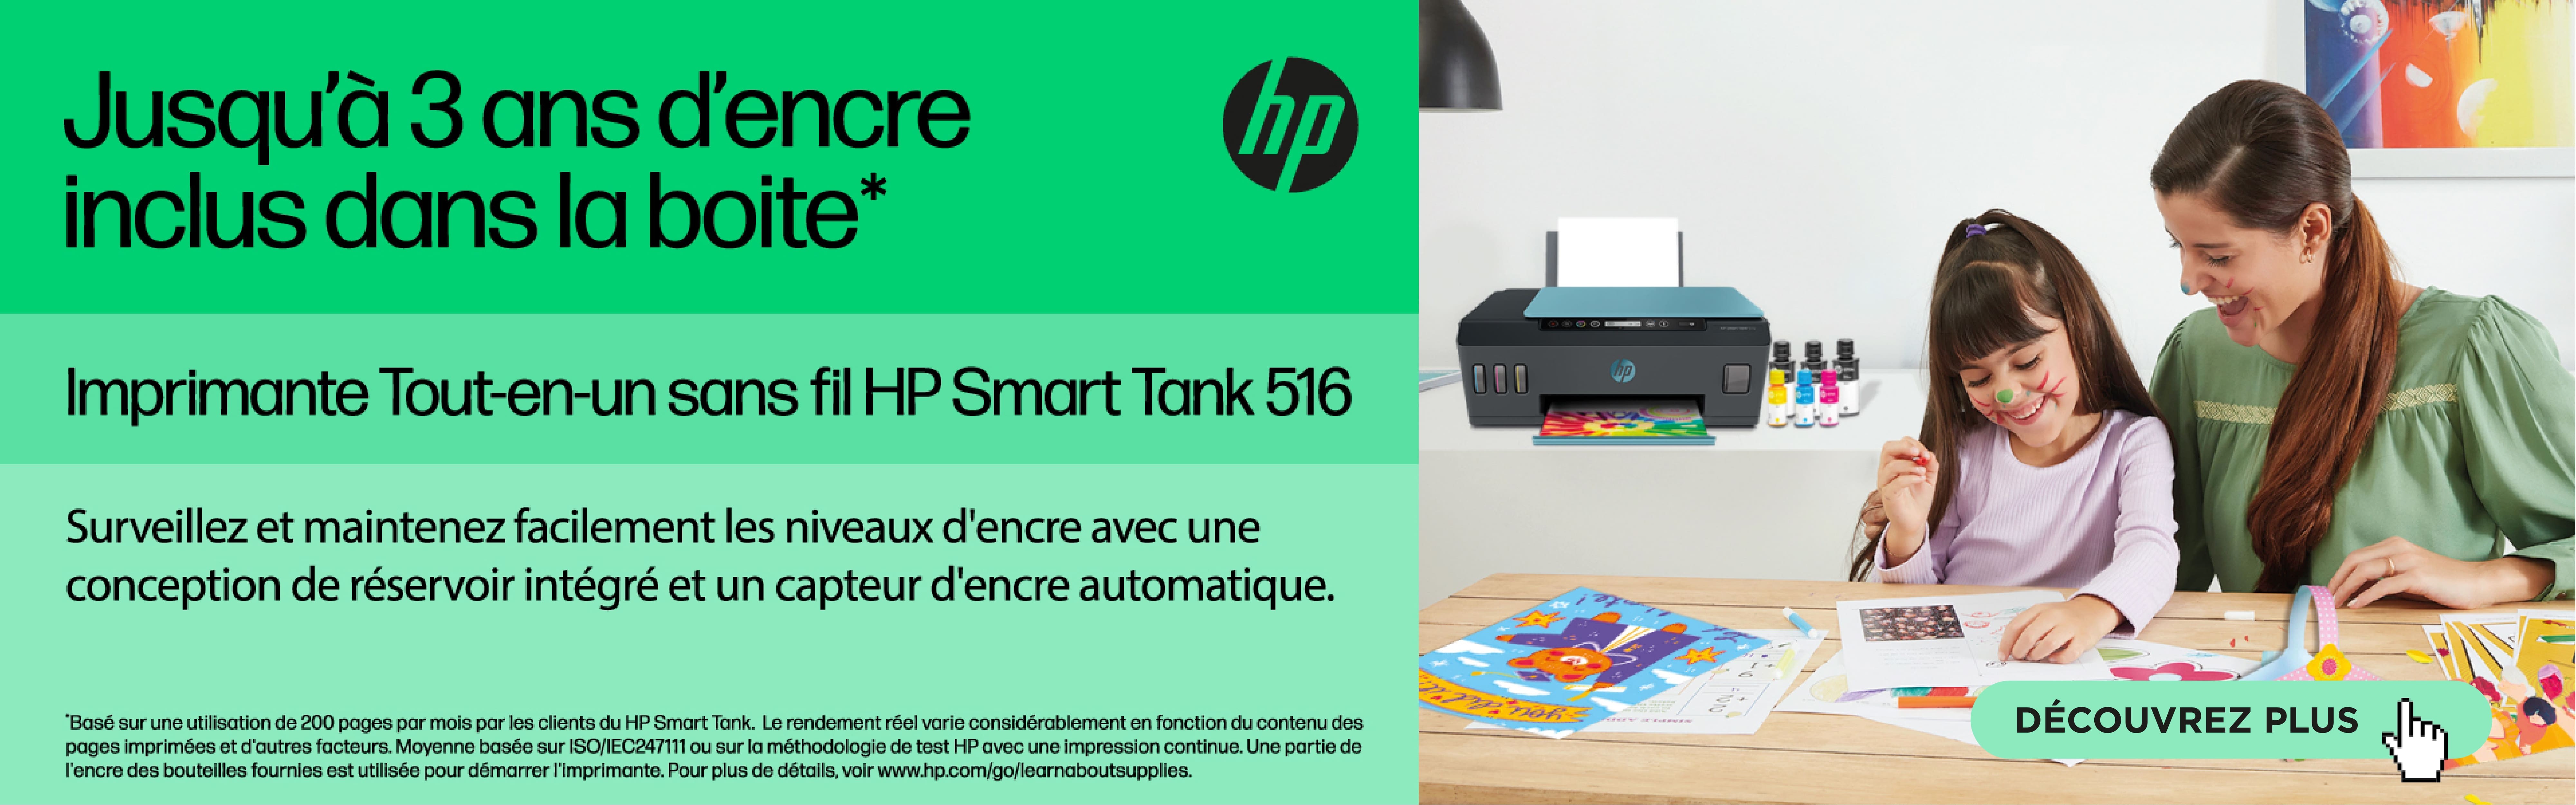 Jusqu'à 3 ans d'encre
inclus dans la boite*
hp
Imprimante Tout-en-un sans fil HP Smart Tank 516
Surveillez et maintenez facilement les niveaux d'encre avec une
conception de réservoir intégré et un capteur d'encre automatique.
*Basé sur une utilisation de 200 pages par mois par les clients du HP Smart Tank. Le rendement réel varie considérablement en fonction du contenu des
pages imprimées et d'autres facteurs. Moyenne basée sur ISO/IEC247111 ou sur la méthodologie de test HP avec une impression continue. Une partie de
l'encre des bouteilles fournies est utilisée pour démarrer l'imprimante. Pour plus de détails, voir www.hp.com/go/learnaboutsupplies.
hp
you did it
DÉCOUVREZ PLUS